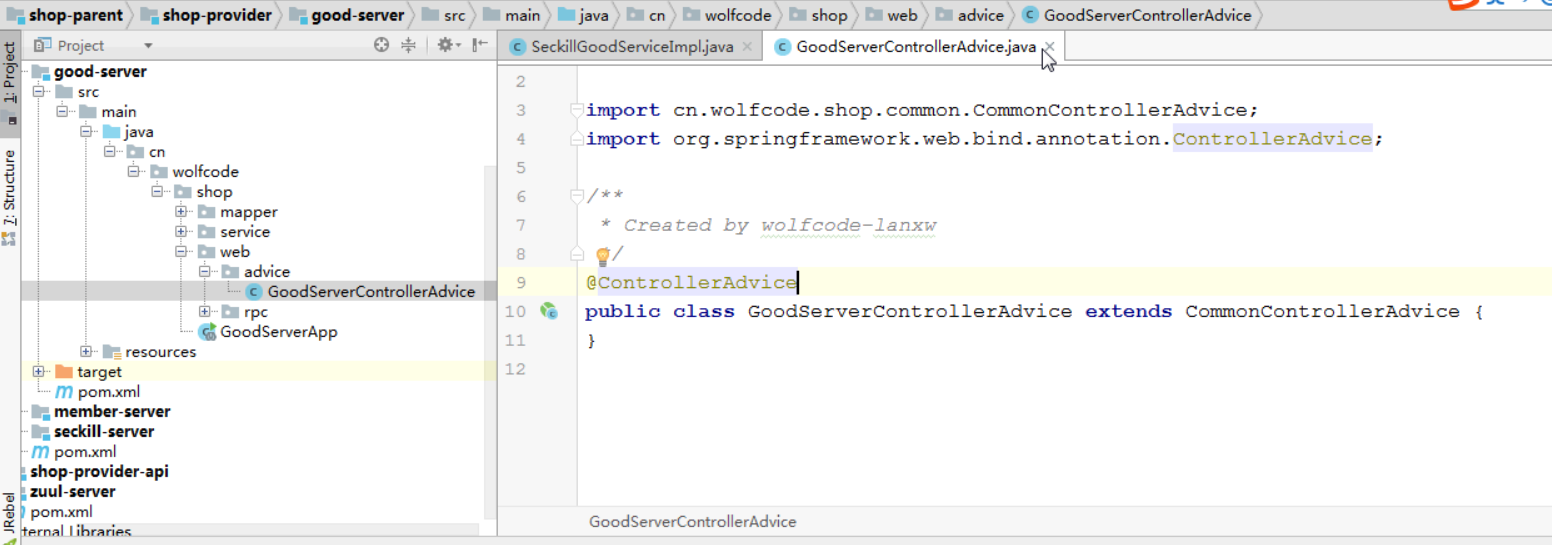 shop-parent shop-provider good-server src main java cn wolfcode shop web advice GoodServerControllerAdvice
1: Project
7: Structure
JRebel
Project
good-server
src
main
java
cn
wolfcode
shop
mapper
service
web
advice
GoodServerControllerAdvice
rpc
GoodServerApp
resources
target
pom.xml
member-server
seckill-server
pom.xml
shop-provider-api
zuul-server
pom.xml
ternal Libraries
SeckillGoodServiceImpl.java GoodServerControllerAdvice.java
2
3 import cn.wolfcode.shop.common.CommonControllerAdvice;
4 import org.springframework.web.bind.annotation.ControllerAdvice;
5
6 /**
7 * Created by wolfcode-lanxw
8 /
9 @ControllerAdvice
10 public class GoodServerControllerAdvice extends CommonControllerAdvice {
11 }
12
GoodServerControllerAdvice